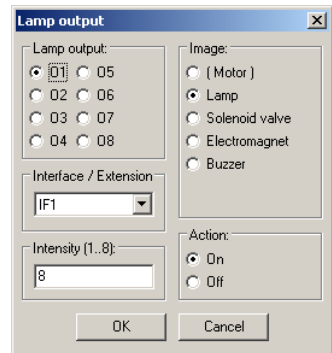 Lamp output
Lamp output:
O1 O5
O2 O6
O3 O7
O4 O8
Interface / Extension
IF1
Intensity (1..8):
8
Image:
( Motor )
Lamp
Solenoid valve
Electromagnet
Buzzer
Action:
On
Off
OK Cancel